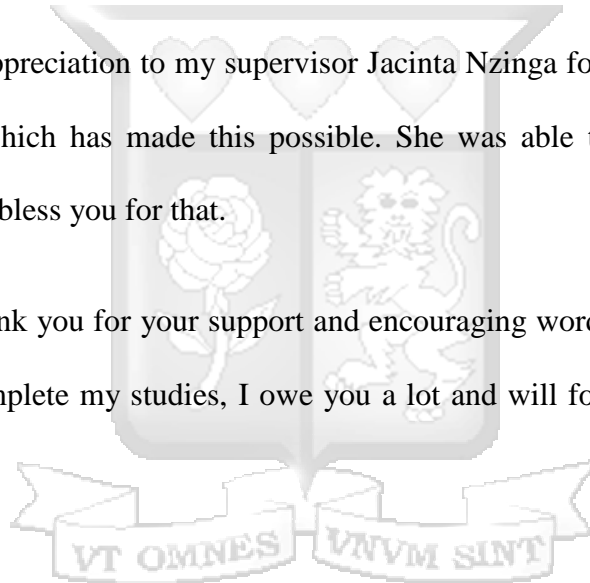 ppreciation to my supervisor Jacinta Nzinga fo
hich has made this possible. She was able t
bless you for that.
nk you for your support and encouraging word
mplete my studies, I owe you a lot and will fo
VT OMNES VNVM SINT